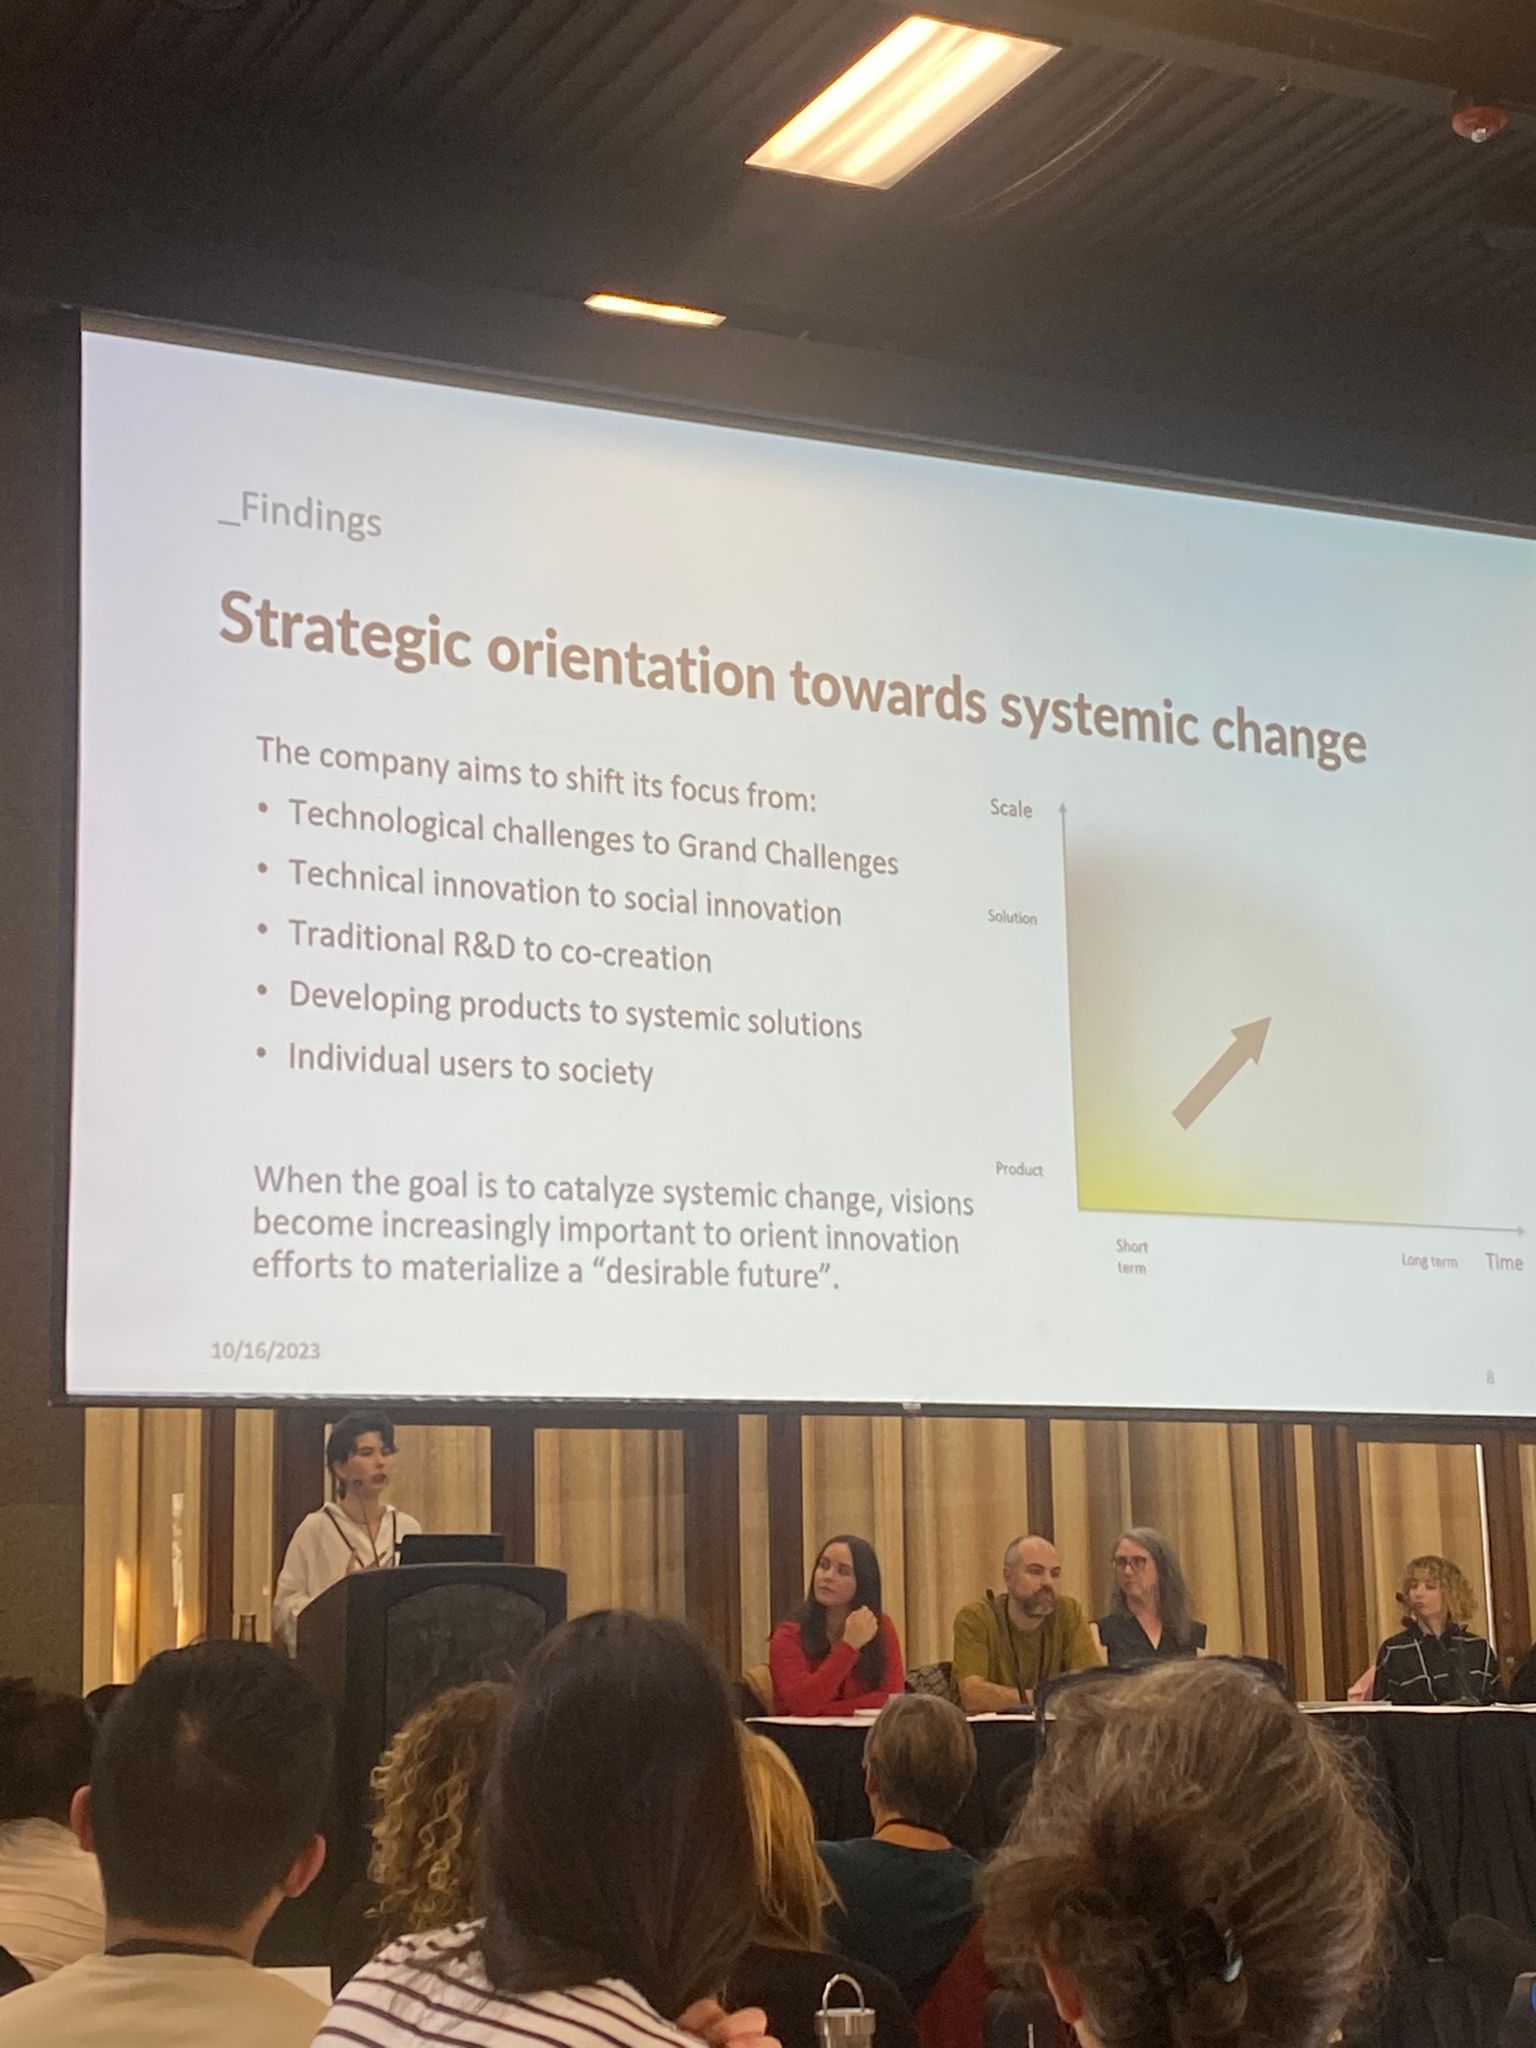 _Findings
Strategic orientation towards systemic change
The company aims to shift its focus from:
• Technological challenges to Grand Challenges
• Technical innovation to social innovation
• Traditional R&D to co-creation
• Developing products to systemic solutions
• Individual users to society
When the goal is to catalyze systemic change, visions
become increasingly important to orient innovation
efforts to materialize a “desirable future”.
Scale
Solution
Product
Short
term
Long term
Time
10/16/2023
8